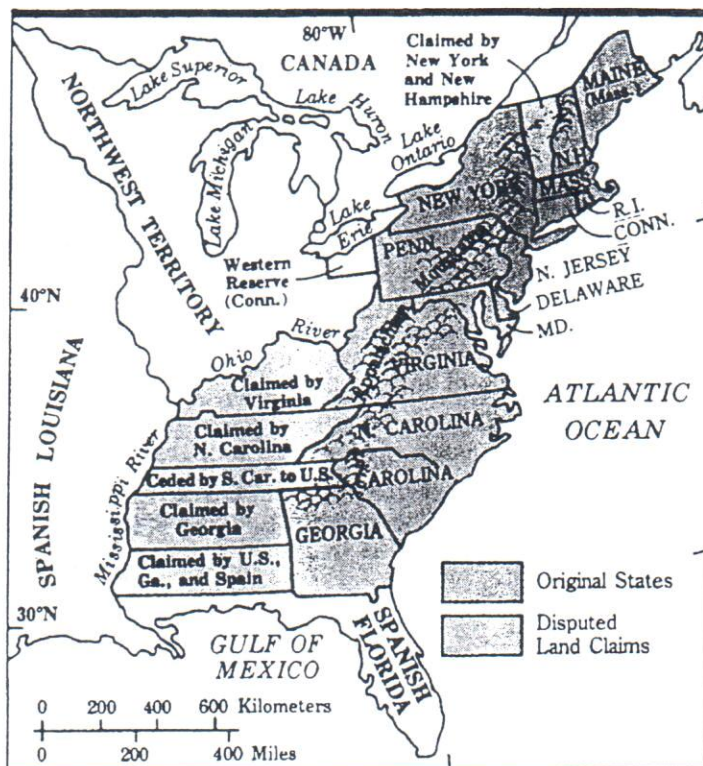 80°W
CANADA
Claimed by
New York
and New
Hampshire
MAINE
(Mass.)
Lake Superior
Lake Huron
Lake Michigan
Lake
Ontario
NORTHWEST TERRITORY
N.H.
NEW YORK
MASS.
R.I.
CONN.
Lake
Erie
PENN.
Western
Reserve
(Conn.)
N. JERSEY
DELAWARE
MD.
40°N
Ohio River
Appalachian Mountains
VIRGINIA
Claimed by
Virginia
ATLANTIC
OCEAN
N. CAROLINA
Claimed by
N. Carolina
Ceded by S. Car. to U.S.
CAROLINA
SPANISH LOUISIANA
Mississippi River
Claimed by
Georgia
GEORGIA
Claimed by U.S.,
Ga., and Spain
Original States
Disputed
Land Claims
30°N
GULF OF
MEXICO
SPANISH
FLORIDA
0 200 400 600 Kilometers
0 200 400 Miles